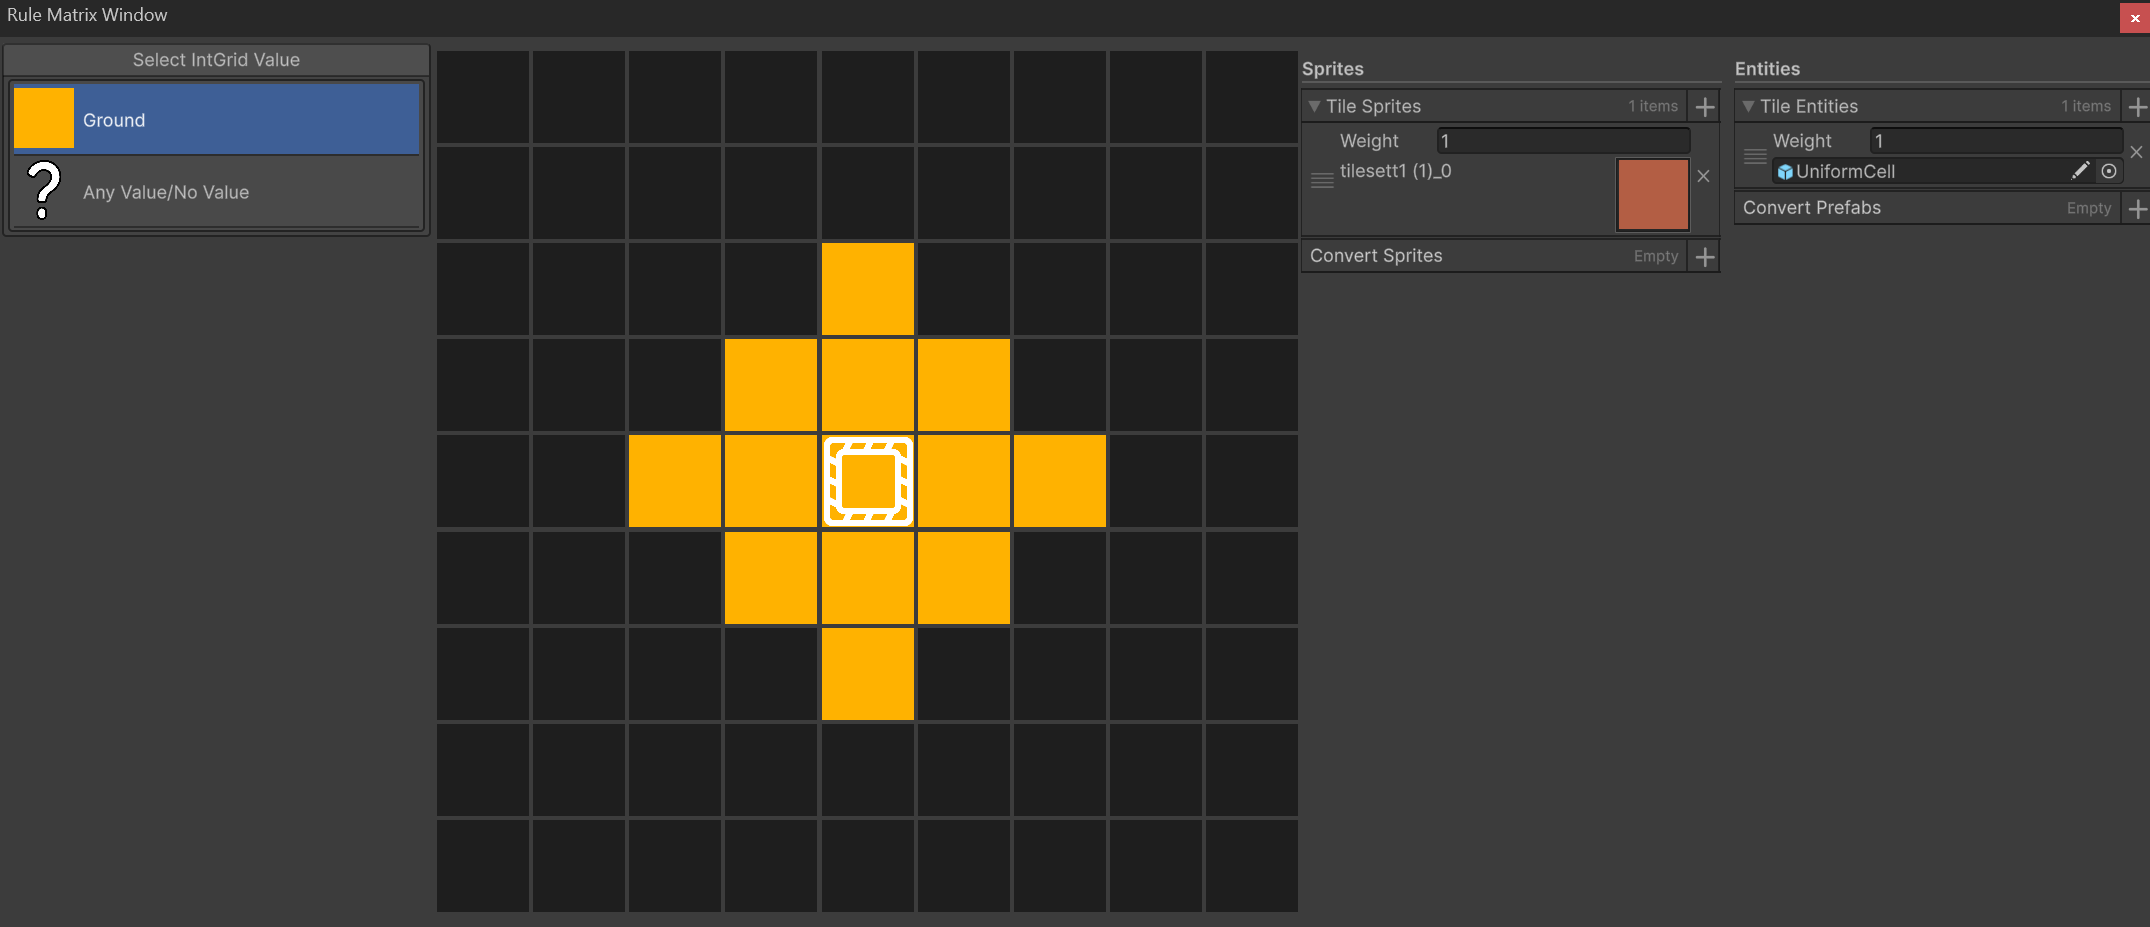 Rule Matrix Window
Select IntGrid Value
Ground
Any Value/No Value
Sprites
Tile Sprites 1 items
Weight 1
tilesett1 (1)_0
Convert Sprites Empty
Entities
Tile Entities 1 items
Weight 1
UniformCell
Convert Prefabs Empty